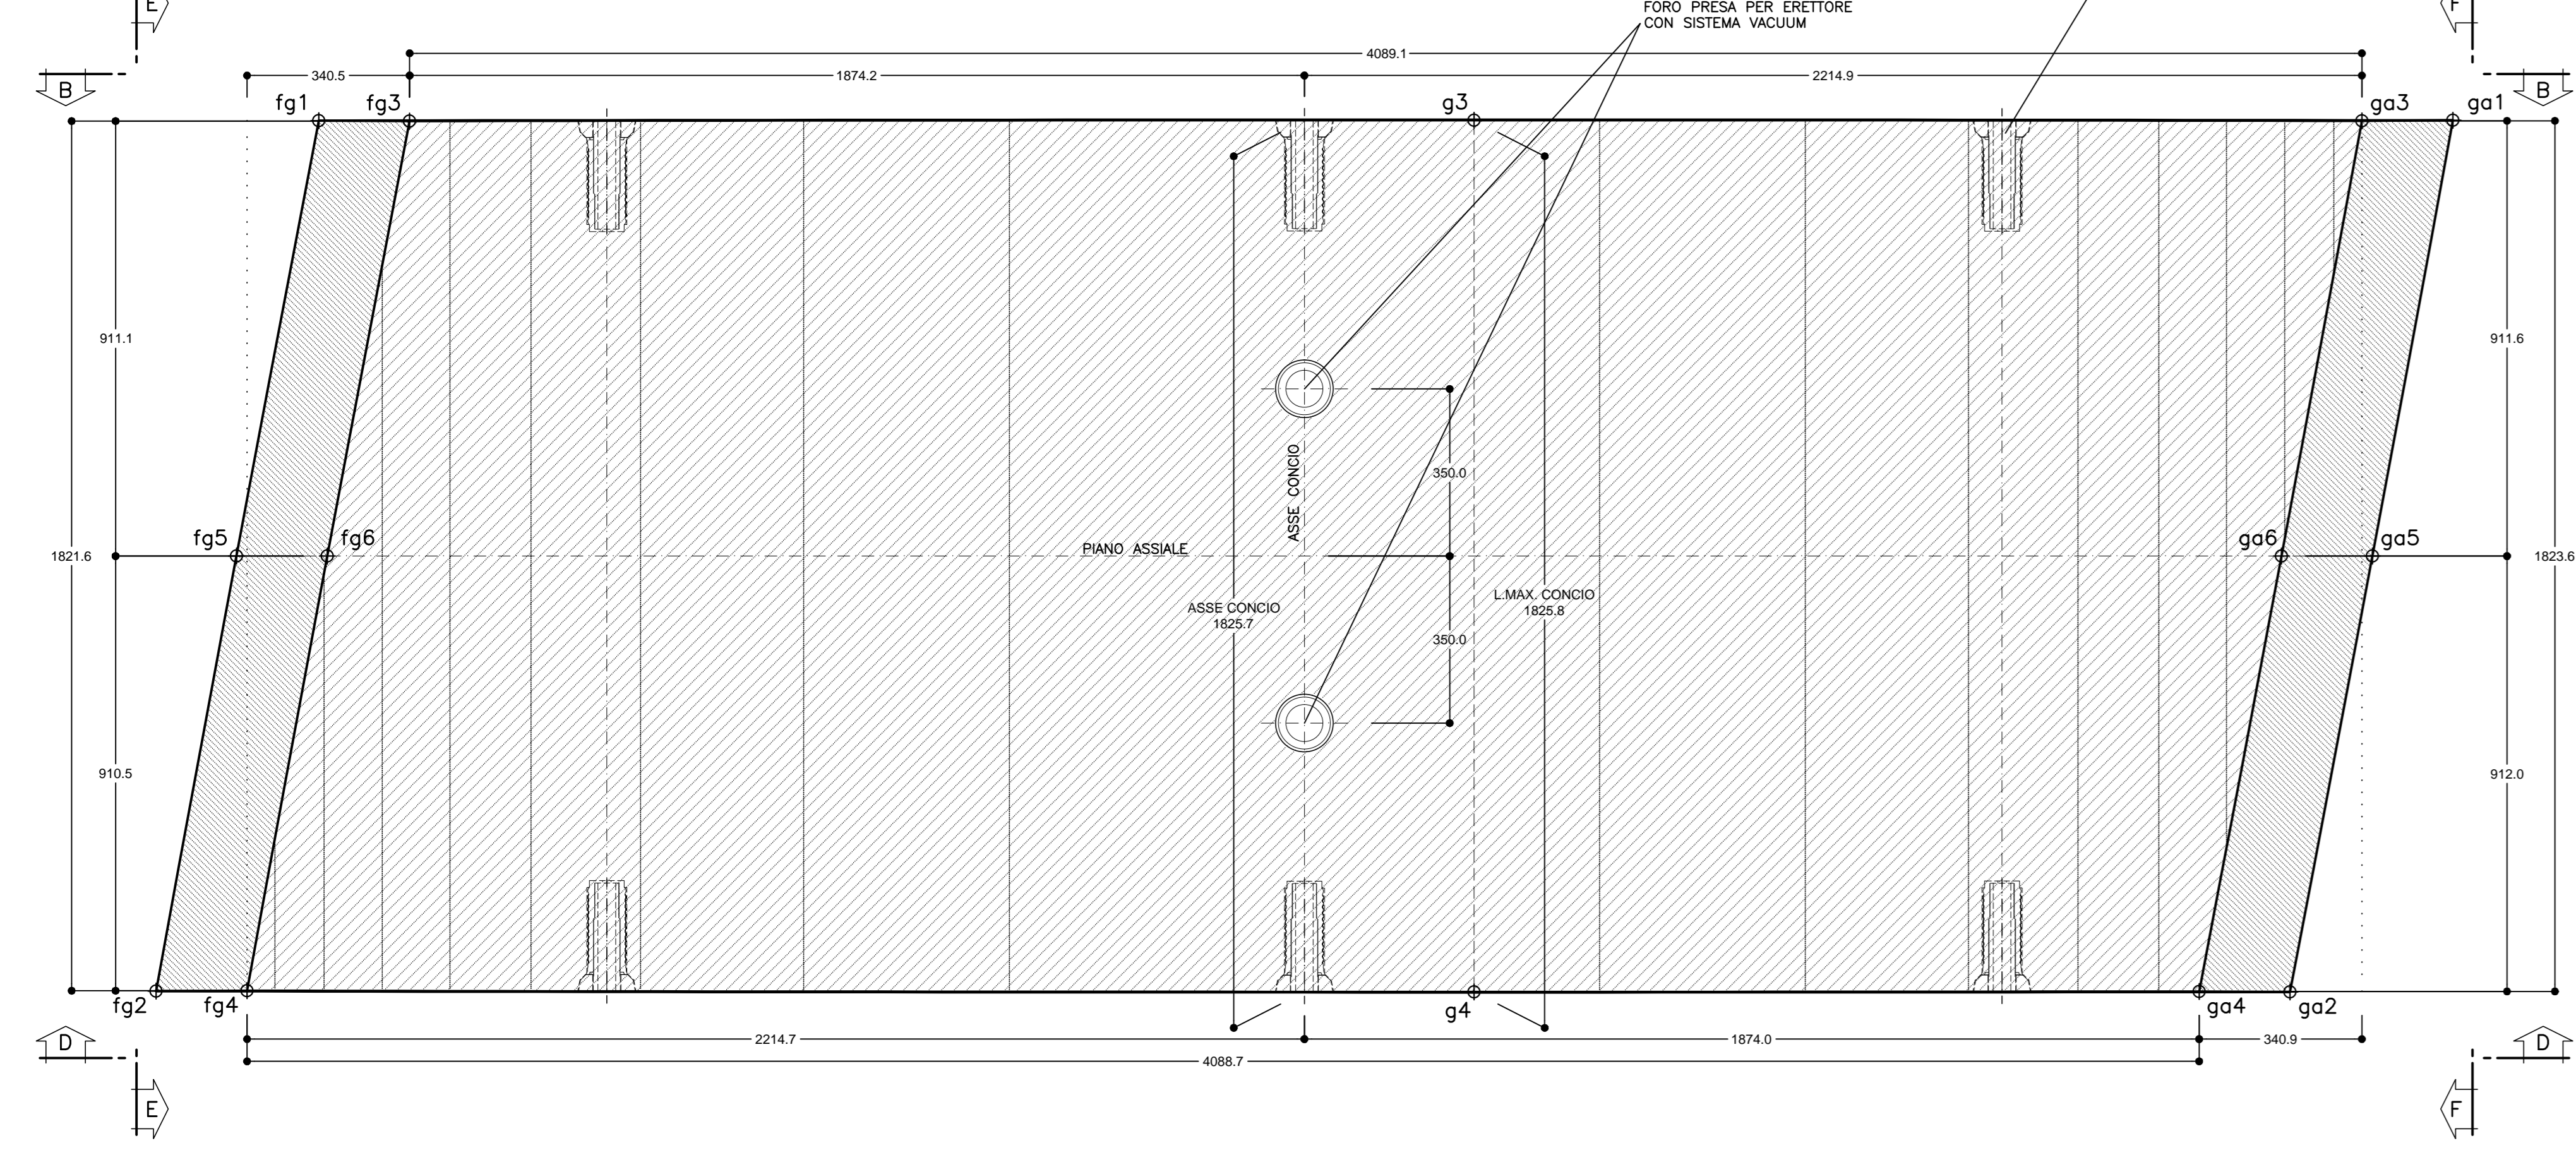 E
F
FORO PRESA PER ERETTORE
CON SISTEMA VACUUM
4089.1
340.5
1874.2
2214.9
B
B
fg1
fg3
g3
ga3
ga1
911.1
911.6
350.0
ASSE CONCIO
PIANO ASSIALE
fg5
fg6
ga6
ga5
1821.6
1823.6
L.MAX. CONCIO
1825.8
ASSE CONCIO
1825.7
350.0
910.5
912.0
fg2
fg4
g4
ga4
ga2
D
D
2214.7
1874.0
340.9
4088.7
E
F